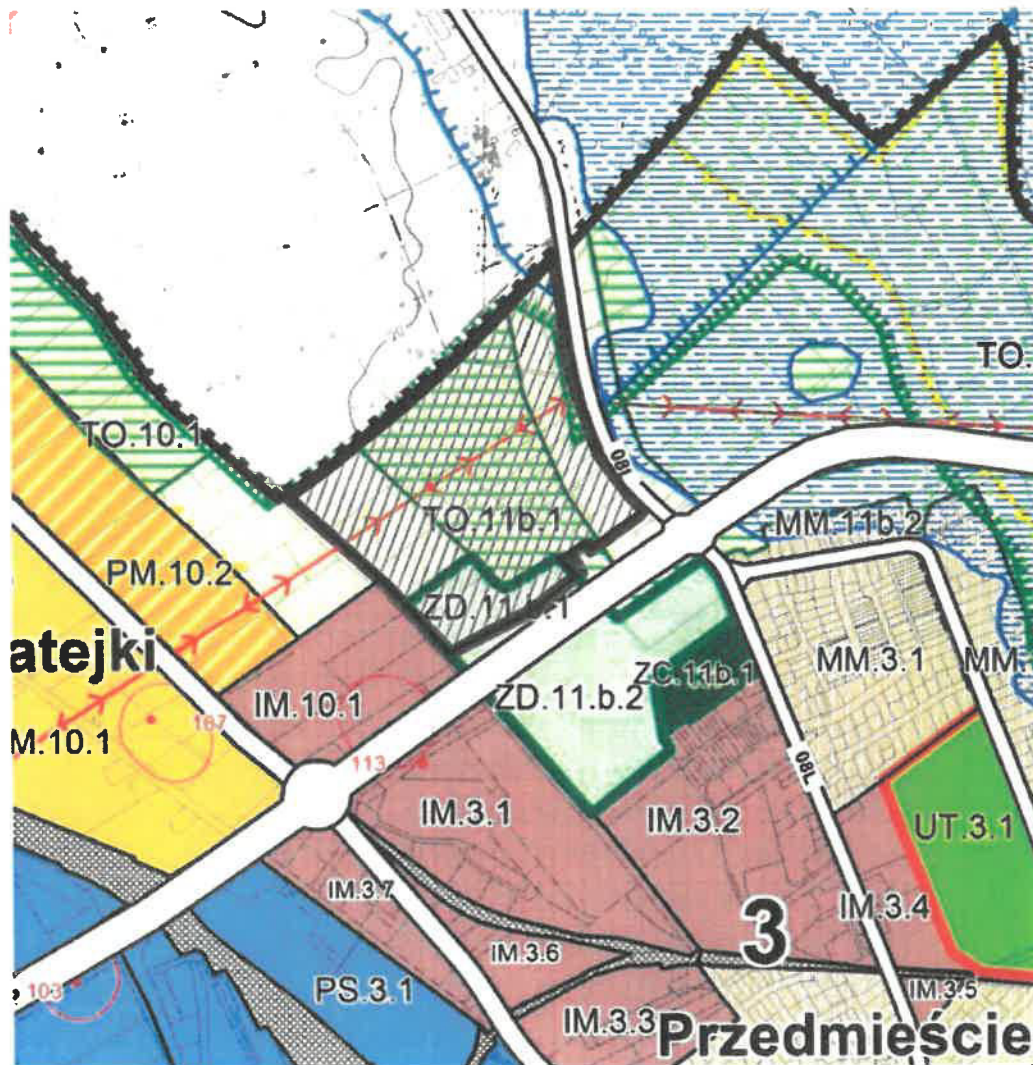 TO.
TO.10.1
08L
TO.11b.1
MM.11b.2
PM.10.2
ZD.11.b.1
atejki
ZC.11b.1
MM.3.1
MM.
ZD.11.b.2
IM.10.1
167
M.10.1
113
08L
IM.3.1
IM.3.2
UT.3.1
IM.3.7
IM.3.4
3
IM.3.6
103
PS.3.1
IM.3.5
IM.3.3
Przedmieście